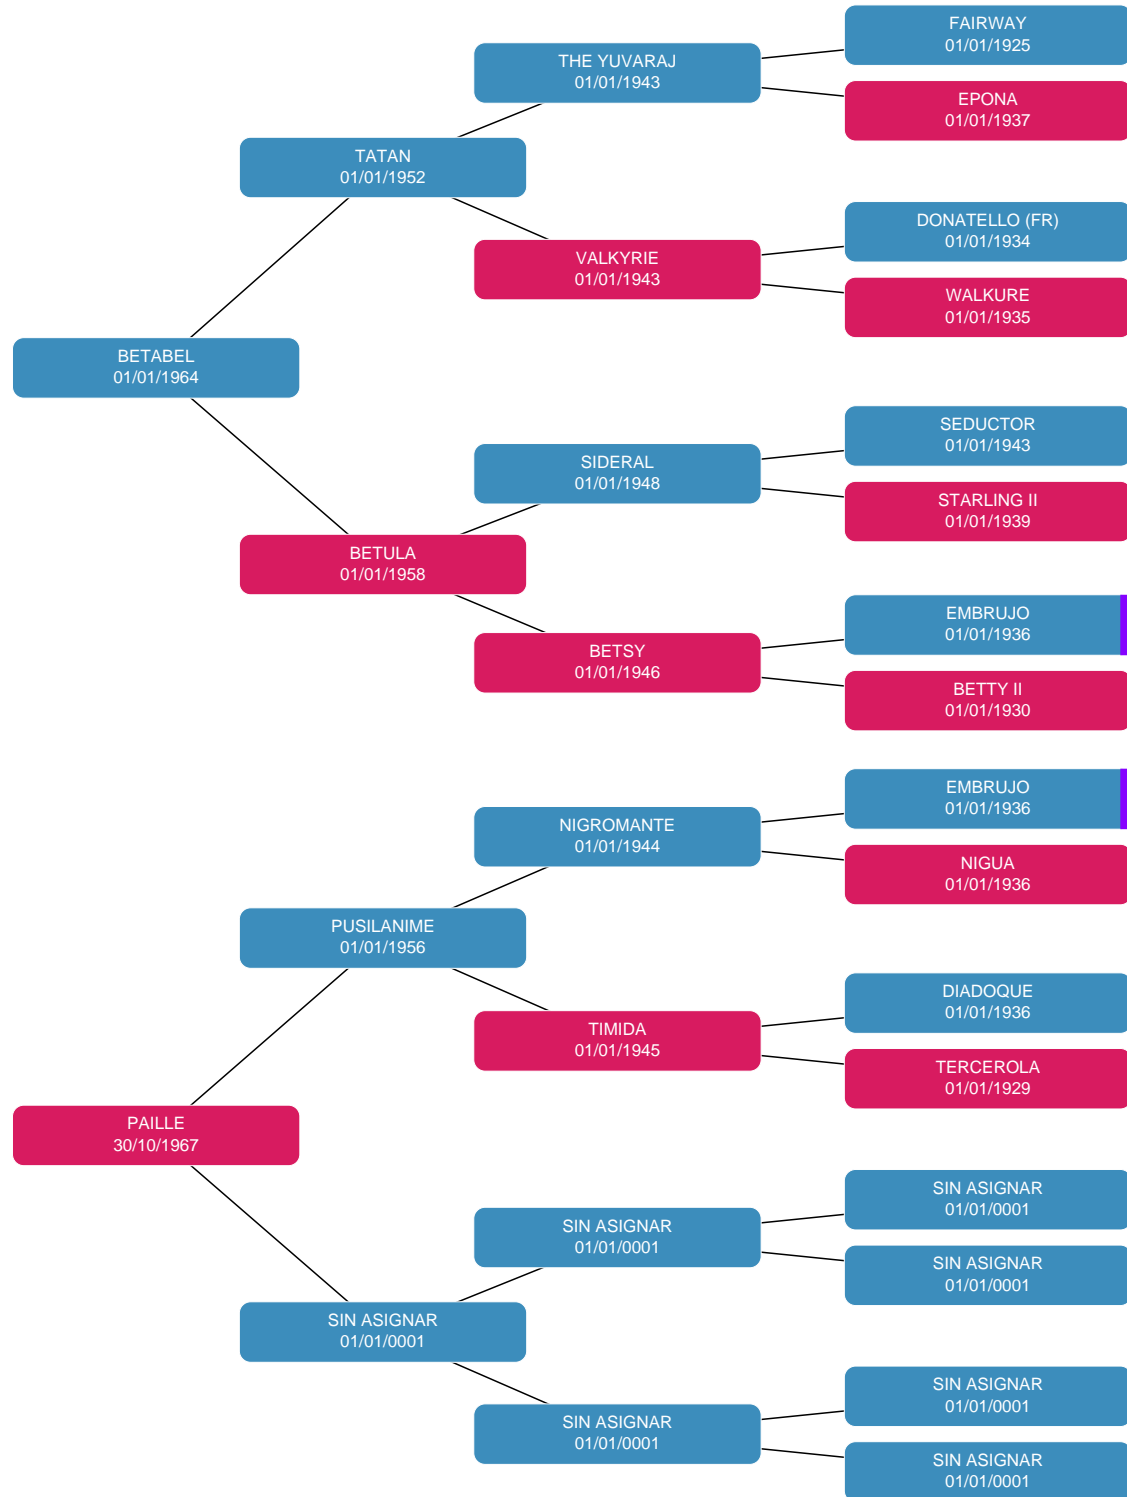 FAIRWAY
01/01/1925
THE YUVARAJ
01/01/1943
EPONA
01/01/1937
TATAN
01/01/1952
DONATELLO (FR)
01/01/1934
VALKYRIE
01/01/1943
WALKURE
01/01/1935
BETABEL
01/01/1964
SEDUCTOR
01/01/1943
SIDERAL
01/01/1948
STARLING II
01/01/1939
BETULA
01/01/1958
EMBRUJO
01/01/1936
BETSY
01/01/1946
BETTY II
01/01/1930
EMBRUJO
01/01/1936
NIGROMANTE
01/01/1944
NIGUA
01/01/1936
PUSILANIME
01/01/1956
DIADOQUE
01/01/1936
TIMIDA
01/01/1945
TERCEROLA
01/01/1929
PAILLE
30/10/1967
SIN ASIGNAR
01/01/0001
SIN ASIGNAR
01/01/0001
SIN ASIGNAR
01/01/0001
SIN ASIGNAR
01/01/0001
SIN ASIGNAR
01/01/0001
SIN ASIGNAR
01/01/0001
SIN ASIGNAR
01/01/0001